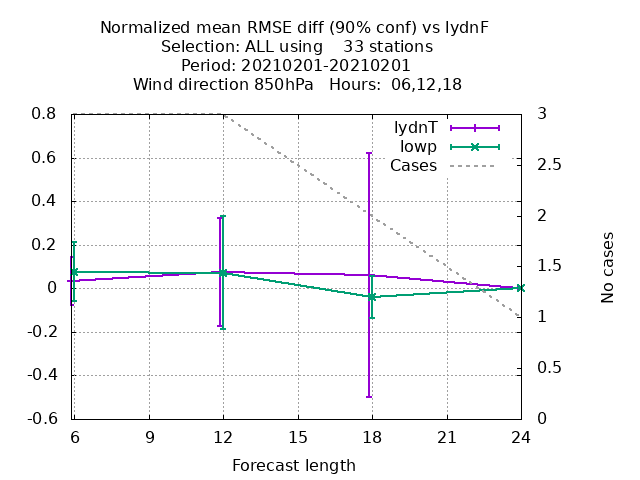 Normalized mean RMSE diff (90% conf) vs lydnF
Selection: ALL using    33 stations
Period: 20210201-20210201
Wind direction 850hPa   Hours:  06,12,18
lydnT
lowp
Cases
0.8
0.6
0.4
0.2
0
-0.2
-0.4
-0.6
3
2.5
2
1.5
1
0.5
0
No cases
6 9 12 15 18 21 24
Forecast length